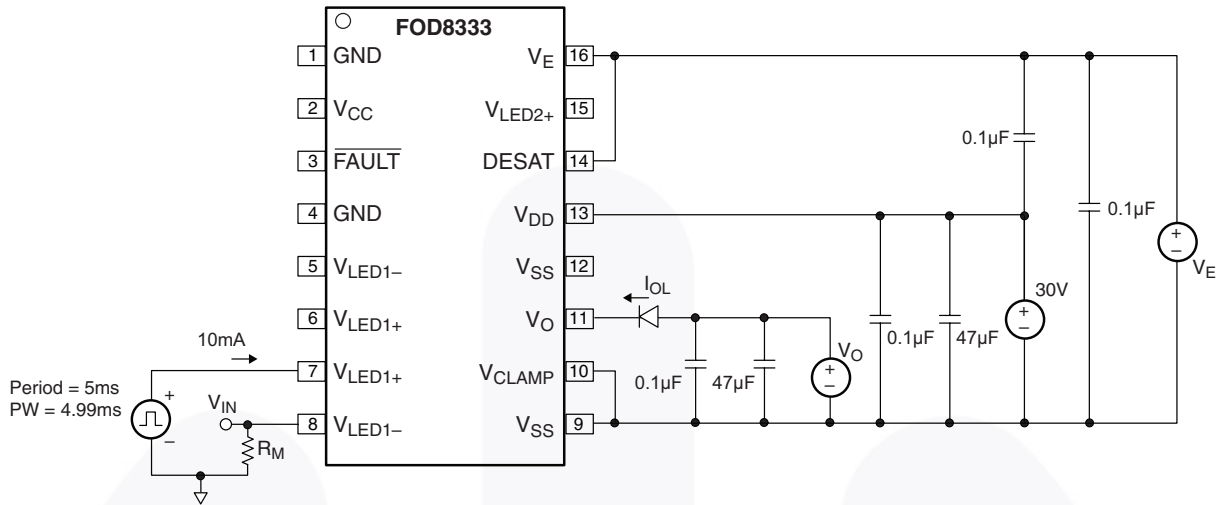 FOD8333
1 GND
2 VCC
3 FAULT
4 GND
5 VLED1–
6 VLED1+
7 VLED1+
8 VLED1–
VE 16
VLED2+ 15
DESAT 14
VDD 13
VSS 12
VO 11
VCLAMP 10
VSS 9
10mA
Period = 5ms
PW = 4.99ms
+
–
VIN
RM
IOL
0.1µF
47µF
VO
+
–
0.1µF
47µF
30V
+
–
0.1µF
0.1µF
+
–
VE